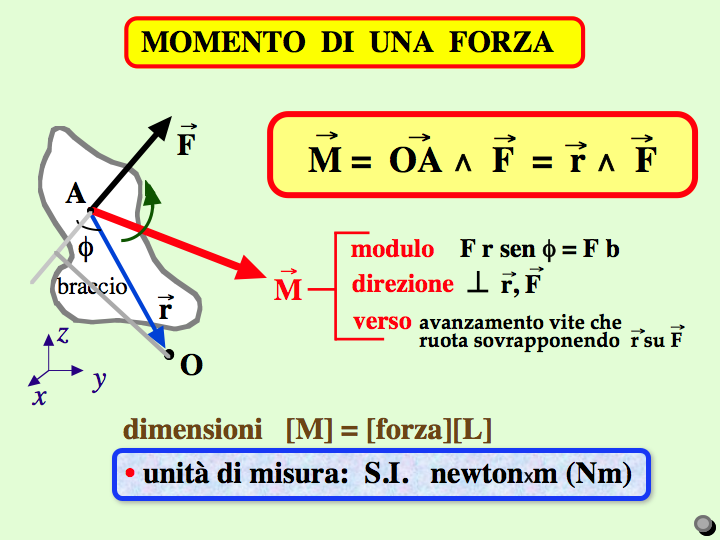 MOMENTO DI UNA FORZA
F
M = OA ∧ F = r ∧ F
A
ϕ
modulo F r sen ϕ = F b
braccio
M
direzione ⊥ r, F
r
verso avanzamento vite che
ruota sovrapponendo r su F
z
O
y
x
dimensioni [M] = [forza][L]
• unità di misura: S.I. newtonxm (Nm)